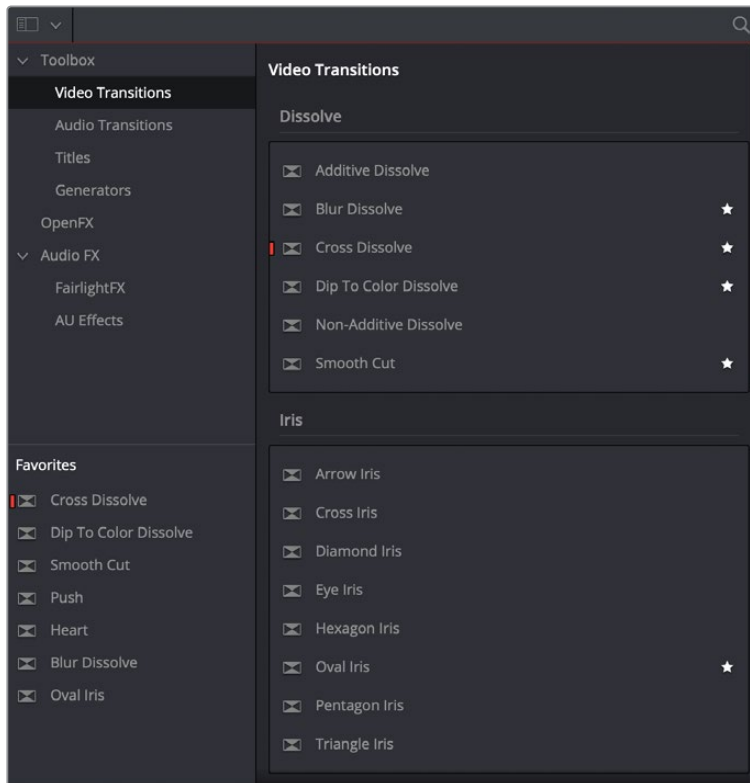 Toolbox
Video Transitions
Audio Transitions
Titles
Generators
OpenFX
Audio FX
FairlightFX
AU Effects
Favorites
Cross Dissolve
Dip To Color Dissolve
Smooth Cut
Push
Heart
Blur Dissolve
Oval Iris
Video Transitions
Dissolve
Additive Dissolve
Blur Dissolve
Cross Dissolve
Dip To Color Dissolve
Non-Additive Dissolve
Smooth Cut
Iris
Arrow Iris
Cross Iris
Diamond Iris
Eye Iris
Hexagon Iris
Oval Iris
Pentagon Iris
Triangle Iris